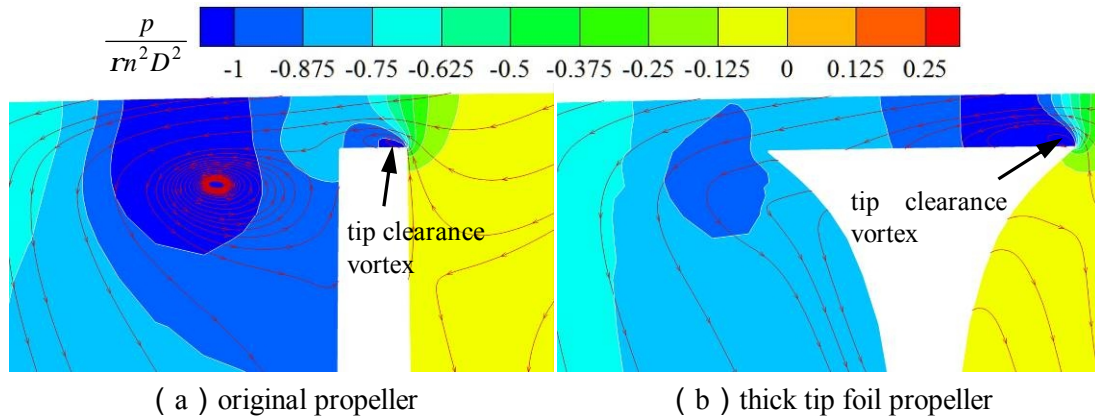 p
rn²D²
-1 -0.875 -0.75 -0.625 -0.5 -0.375 -0.25 -0.125 0 0.125 0.25
tip clearance
vortex
tip clearance
vortex
( a ) original propeller
( b ) thick tip foil propeller